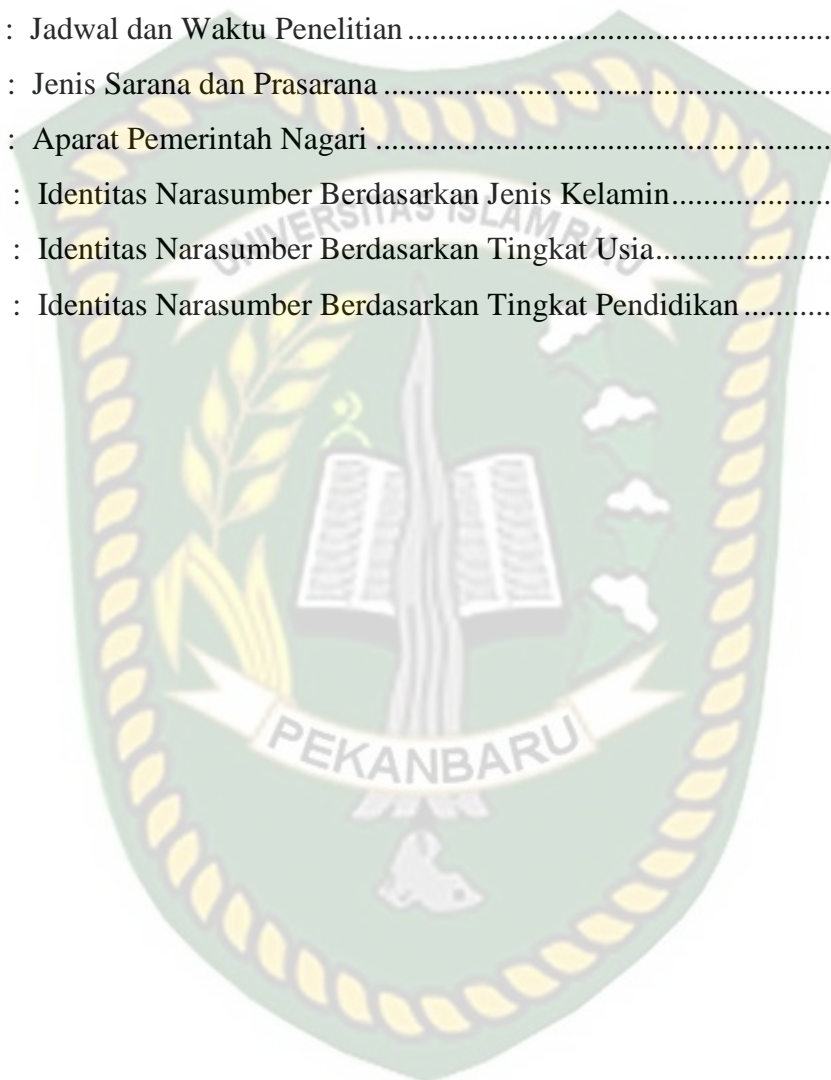 : Jadwal dan Waktu Penelitian ..................................................
: Jenis Sarana dan Prasarana .....................................................
: Aparat Pemerintah Nagari ......................................................
: Identitas Narasumber Berdasarkan Jenis Kelamin....................
: Identitas Narasumber Berdasarkan Tingkat Usia......................
: Identitas Narasumber Berdasarkan Tingkat Pendidikan ...........
UNIVERSITAS ISLAM RIAU
PEKANBARU